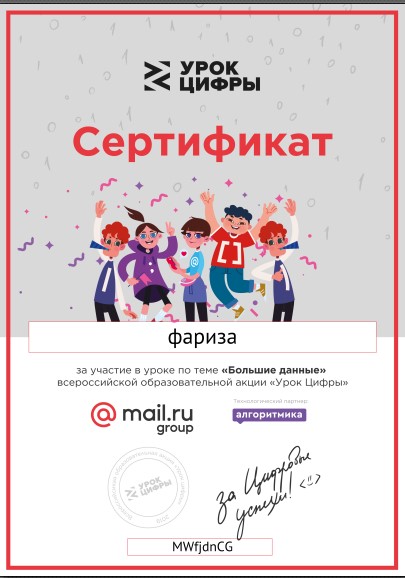 УРОК
ЦИФРЫ
Сертификат
фариза
за участие в уроке по теме «Большие данные»
всероссийской образовательной акции «Урок Цифры»
Технологический партнер
@mail.ru
group
алгоритмика
УРОК
ЦИФРЫ
за Цифровые
успехи! <">
MWfjdnCG